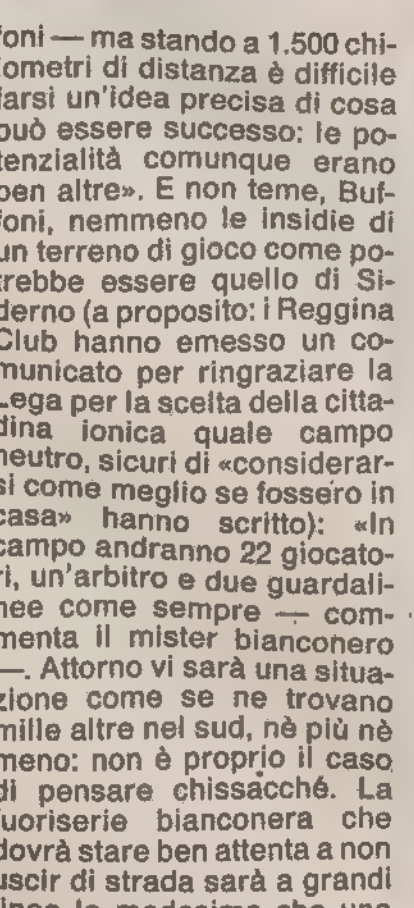 foni — ma stando a 1.500 chi-
lometri di distanza è difficile
farsi un'idea precisa di cosa
può essere successo: le po-
tenzialità comunque erano
ben altre». E non teme, Buf-
foni, nemmeno le insidie di
un terreno di gioco come po-
trebbe essere quello di Si-
derno (a proposito: i Reggina
Club hanno emesso un co-
municato per ringraziare la
Lega per la scelta della citta-
dina ionica quale campo
neutro, sicuri di «considerar-
si come meglio se fossero in
casa» hanno scritto): «In
campo andranno 22 giocato-
ri, un'arbitro e due guardali-
nee come sempre — com-
menta il mister bianconero
—. Attorno vi sarà una situa-
zione come se ne trovano
mille altre nel sud, nè più nè
meno: non è proprio il caso
di pensare chissàcché. La
fuoriserie bianconera che
dovrà stare ben attenta a non
uscir di strada sarà a grandi
linee la medesima che una